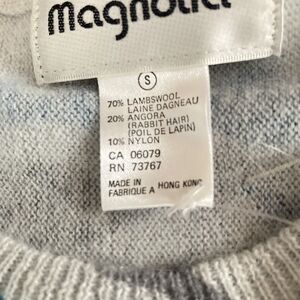 Magnolia
S
70% LAMBSWOOL
LAINE DAGNEAU
20% ANGORA
(RABBIT HAIR)
(POIL DE LAPIN)
10% NYLON
CA 06079
RN 73767
MADE IN
FABRIQUE A HONG KONG